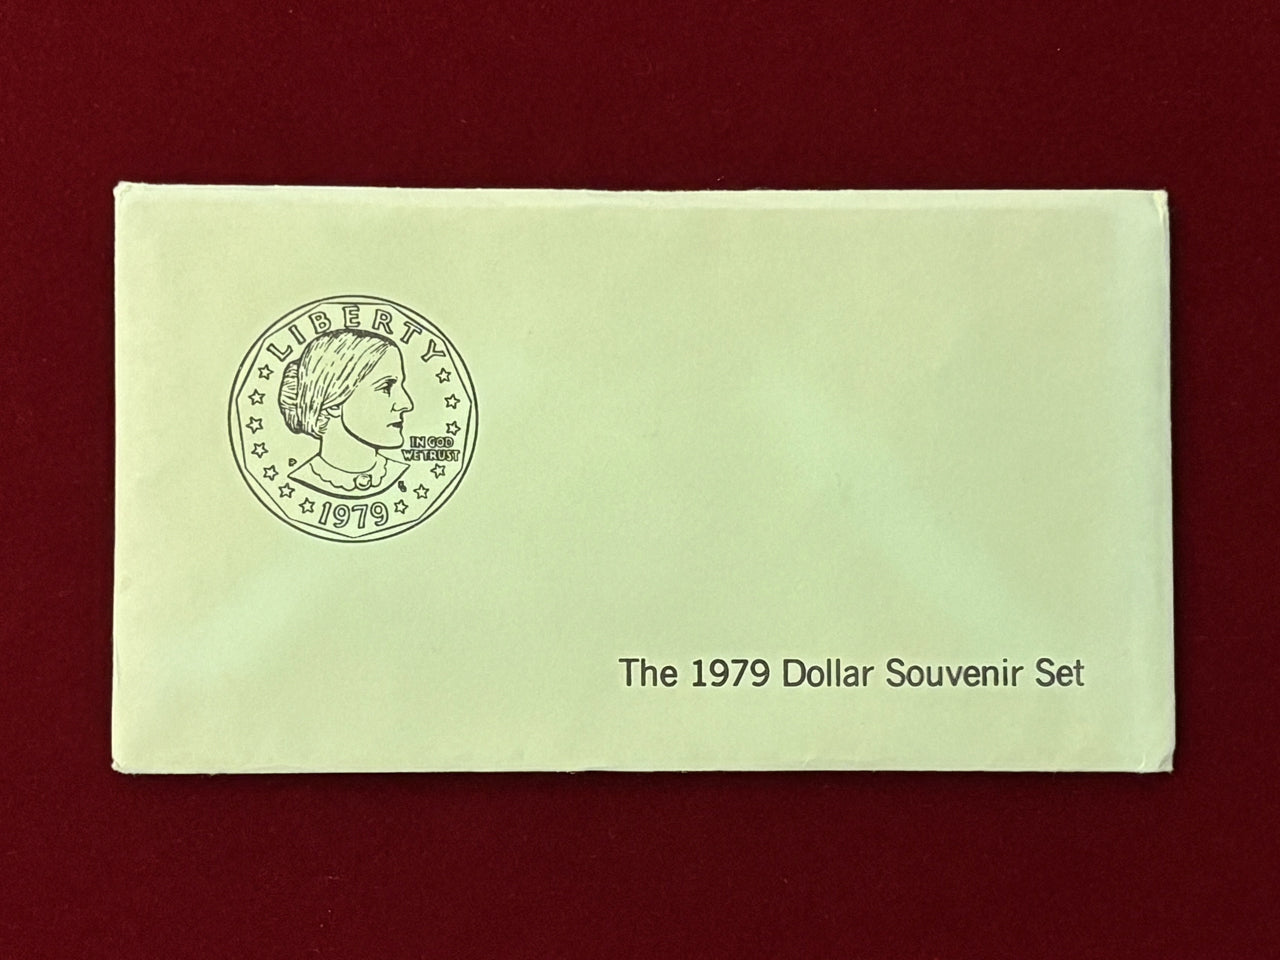 LIBERTY
IN GOD
WE TRUST
D
1979
The 1979 Dollar Souvenir Set